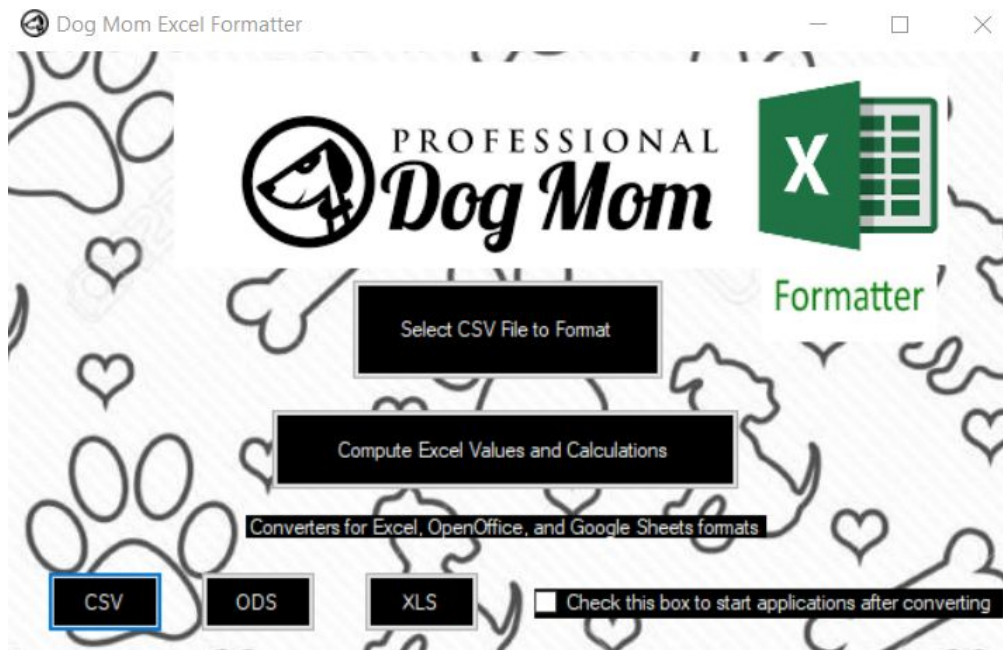 Dog Mom Excel Formatter
PROFESSIONAL
Dog Mom
X
Formatter
Select CSV File to Format
Compute Excel Values and Calculations
Converters for Excel, OpenOffice, and Google Sheets formats
CSV
ODS
XLS
Check this box to start applications after converting